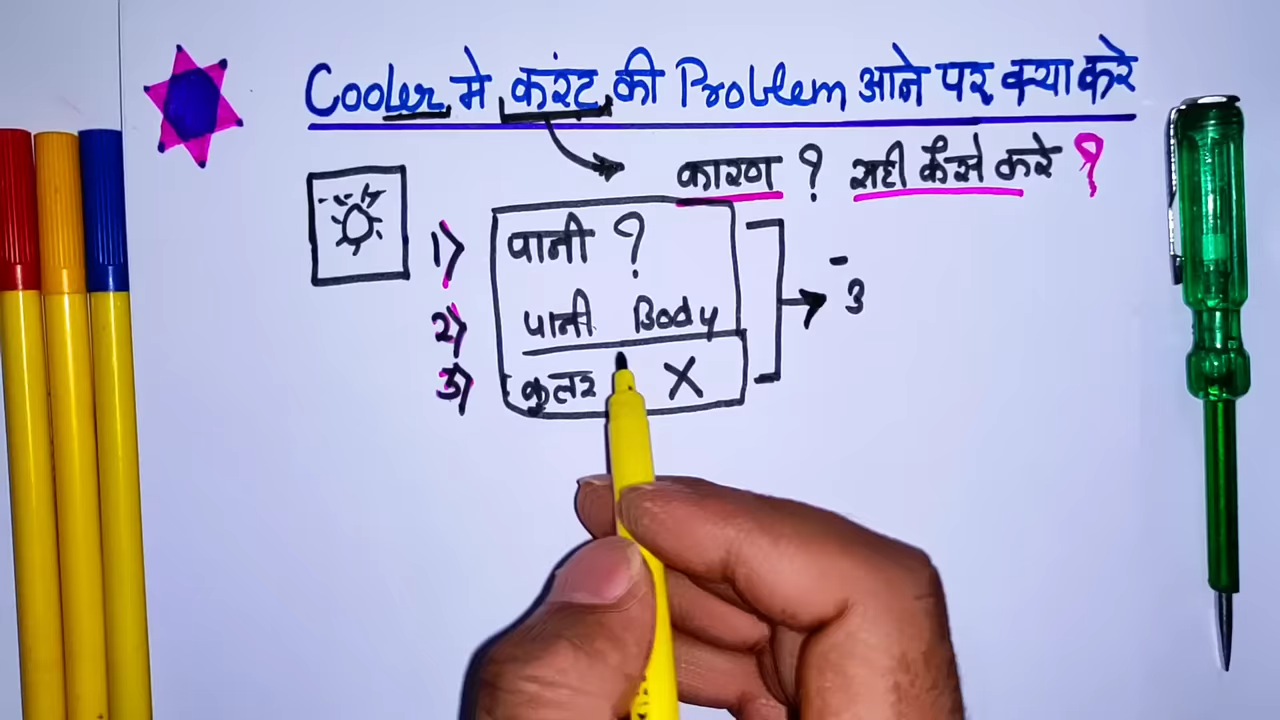 Cooler मे करंट की Problem आने पर क्या करे
कारण ? सही कैसे करे ?
1) पानी ?
2) पानी Body
3) कुलर X
3